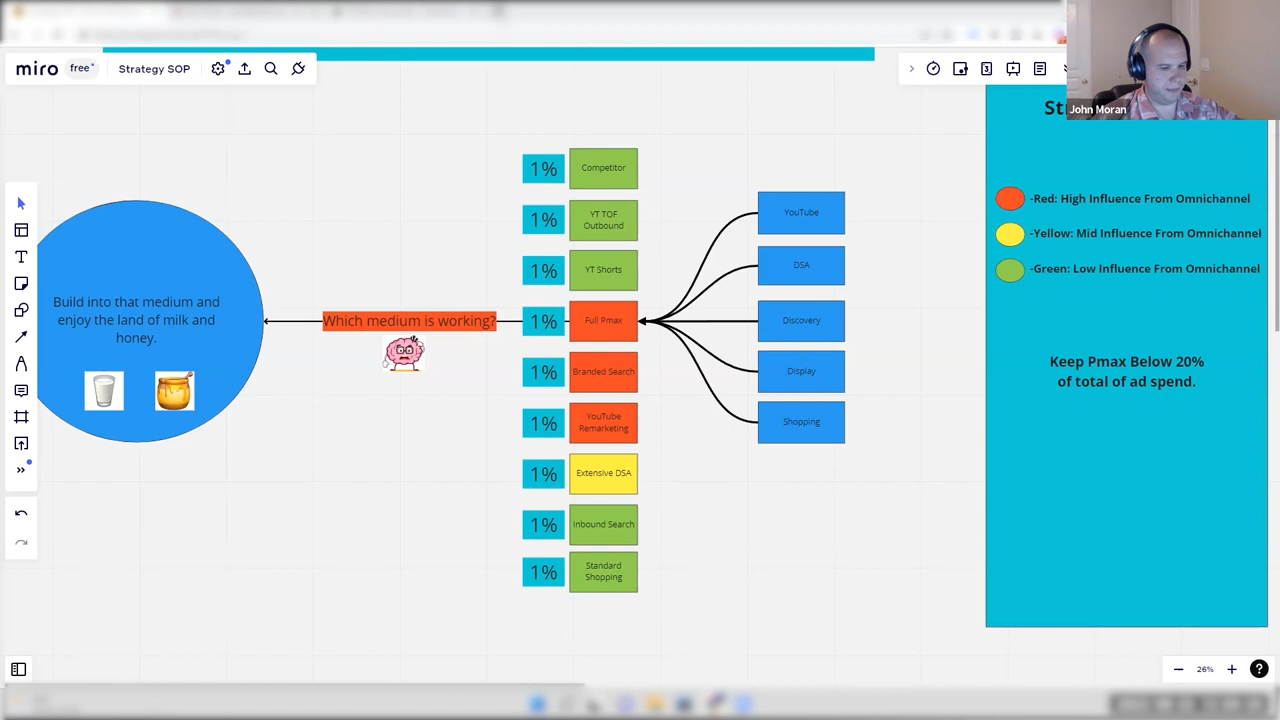 miro
free
Strategy SOP
John Moran
Build into that medium and
enjoy the land of milk and
honey.
Which medium is working?
1%
Competitor
1%
YT TOF
Outbound
1%
YT Shorts
1%
Full Pmax
1%
Branded Search
1%
YouTube
Remarketing
1%
Extensive DSA
1%
Inbound Search
1%
Standard
Shopping
YouTube
DSA
Discovery
Display
Shopping
-Red: High Influence From Omnichannel
-Yellow: Mid Influence From Omnichannel
-Green: Low Influence From Omnichannel
Keep Pmax Below 20%
of total of ad spend.
26%